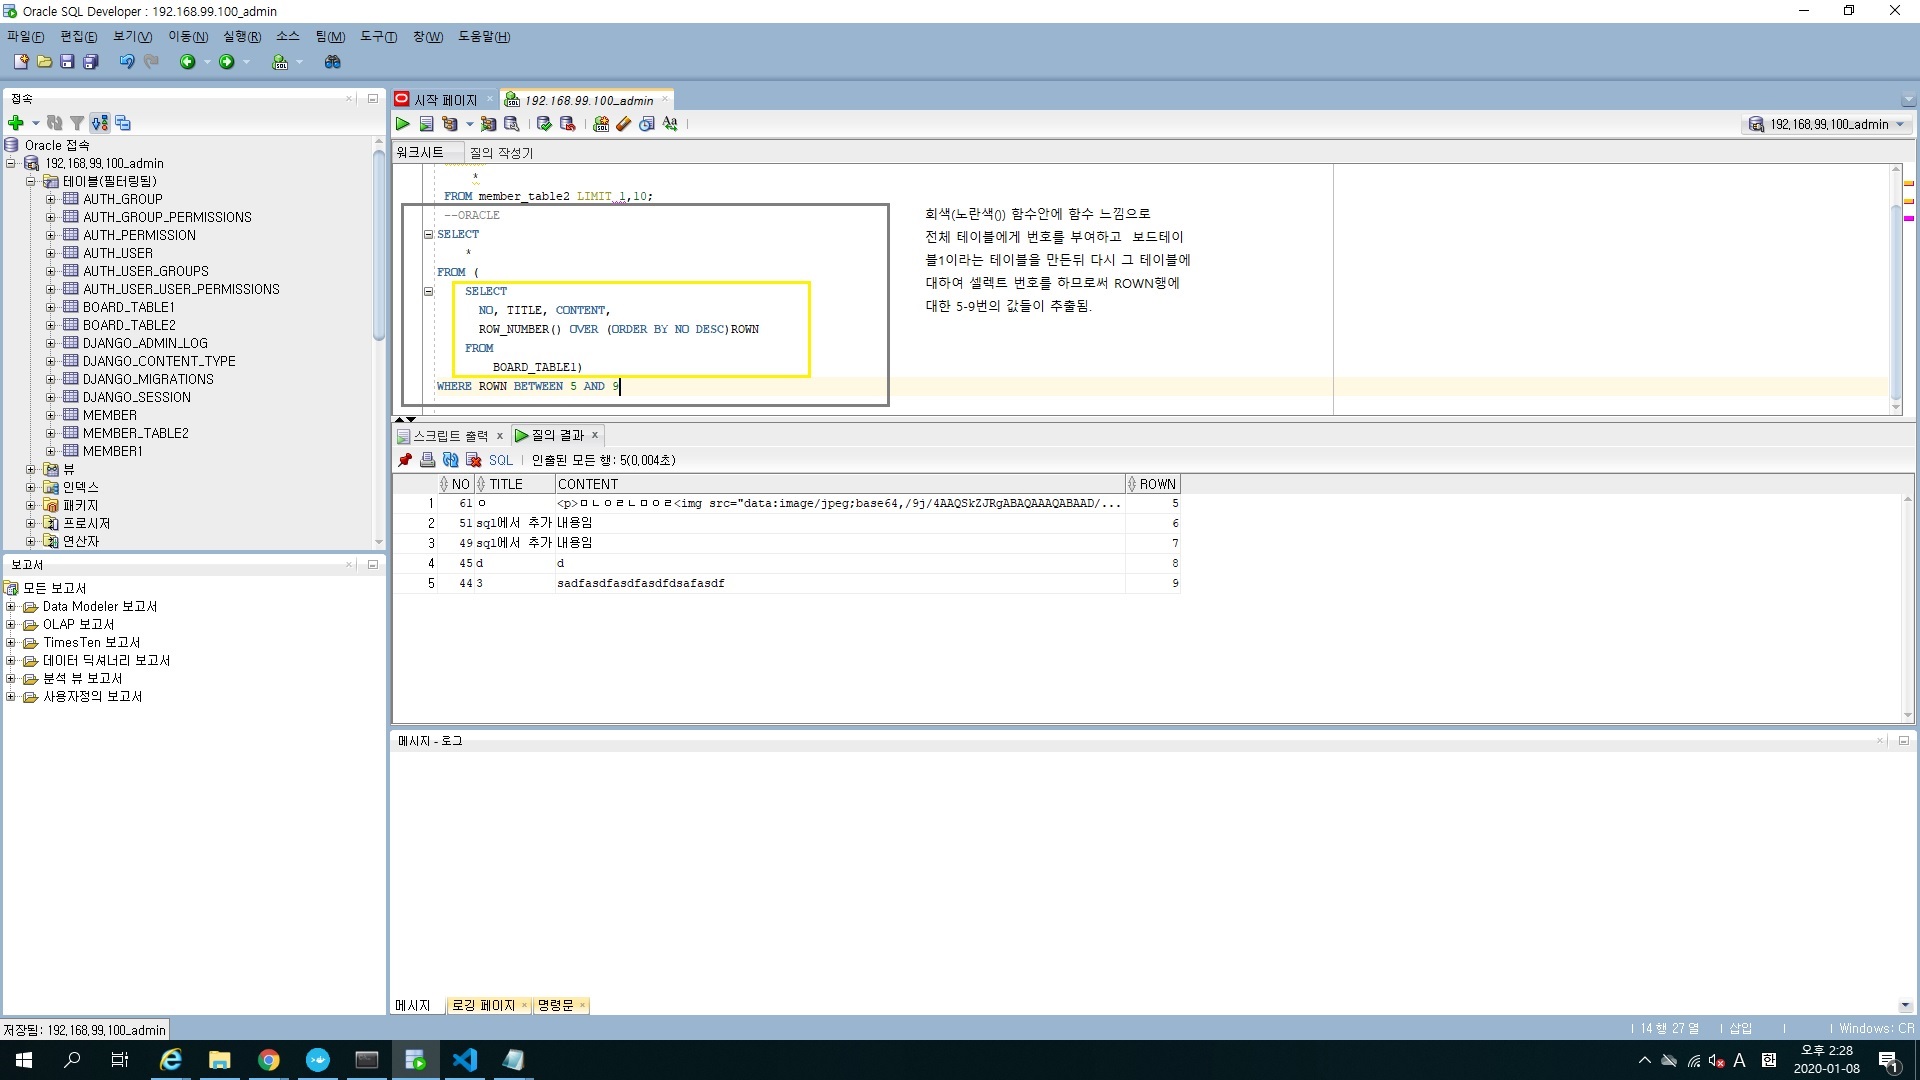 Oracle SQL Developer : 192.168.99.100_admin
파일(F) 편집(E) 보기(V) 이동(N) 실행(R) 소스 팀(M) 도구(T) 창(W) 도움말(H)
접속
Oracle 접속
192.168.99.100_admin
테이블(필터링됨)
AUTH_GROUP
AUTH_GROUP_PERMISSIONS
AUTH_PERMISSION
AUTH_USER
AUTH_USER_GROUPS
AUTH_USER_USER_PERMISSIONS
BOARD_TABLE1
BOARD_TABLE2
DJANGO_ADMIN_LOG
DJANGO_CONTENT_TYPE
DJANGO_MIGRATIONS
DJANGO_SESSION
MEMBER
MEMBER_TABLE2
MEMBER1
뷰
인덱스
패키지
프로시저
연산자
보고서
모든 보고서
Data Modeler 보고서
OLAP 보고서
TimesTen 보고서
데이터 딕셔너리 보고서
분석 뷰 보고서
사용자정의 보고서
시작 페이지 192.168.99.100_admin
SQL
192.168.99.100_admin
워크시트 질의 작성기
*
FROM member_table2 LIMIT 1,10;
--ORACLE
SELECT
*
FROM (
SELECT
NO, TITLE, CONTENT,
ROW_NUMBER() OVER (ORDER BY NO DESC)ROWN
FROM
BOARD_TABLE1)
WHERE ROWN BETWEEN 5 AND 9
회색(노란색()) 함수안에 함수 느낌으로
전체 테이블에게 번호를 부여하고 보드테이
블1이라는 테이블을 만든뒤 다시 그 테이블에
대하여 셀렉트 번호를 하므로써 ROWN행에
대한 5-9번의 값들이 추출됨.
스크립트 출력 x 질의 결과 x
SQL | 인출된 모든 행: 5(0.004초)
NO TITLE CONTENT ROWN
1 61 ㅇ <p>ㅁㄴㅇㄹㄴㅁㅇㄹ<img src="data:image/jpeg;base64,/9j/4AAQSkZJRgABAQAAAQABAAD/... 5
2 51 sql에서 추가 내용임 6
3 49 sql에서 추가 내용임 7
4 45 d d 8
5 44 3 sadfasdfasdfasdfdsafasdf 9
메시지 - 로그
메시지 로깅 페이지 × 명령문 ×
저장됨: 192.168.99.100_admin
14 행 27 열 | 삽입 | Windows: CR
A 한 오후 2:28
2020-01-08
1